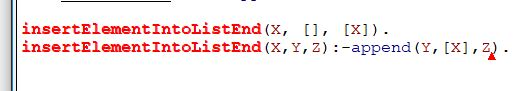 insertElementIntoListEnd(X, [], [X]).
insertElementIntoListEnd(X,Y,Z):-append(Y,[X],Z).